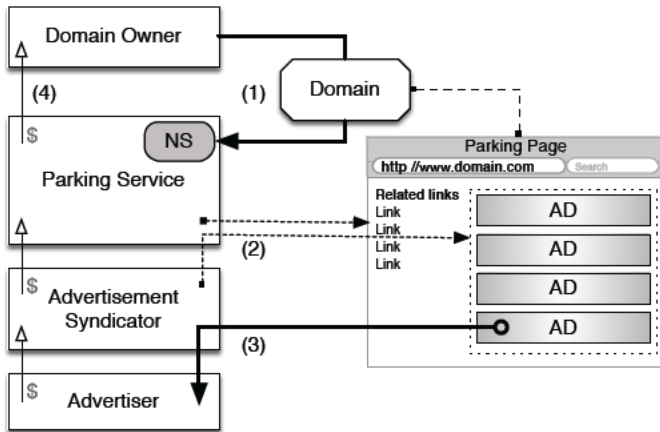 Domain Owner
(4)
(1)
Domain
$
NS
Parking Service
Parking Page
http //www.domain.com
Search
Related links
Link
Link
Link
Link
AD
AD
AD
AD
(2)
$
Advertisement
Syndicator
(3)
$
Advertiser